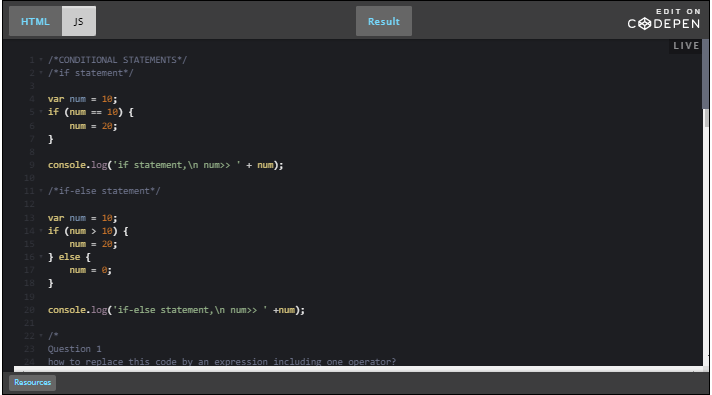 HTML JS Result EDIT ON
CODEPEN
LIVE
1 /*CONDITIONAL STATEMENTS*/
2 /*if statement*/
3
4 var num = 10;
5 if (num == 10) {
6 num = 20;
7 }
8
9 console.log('if statement,\n num>> ' + num);
10
11 /*if-else statement*/
12
13 var num = 10;
14 if (num > 10) {
15 num = 20;
16 } else {
17 num = 0;
18 }
19
20 console.log('if-else statement,\n num>> ' +num);
21
22 /*
23 Question 1
24 how to replace this code by an expression including one operator?
Resources